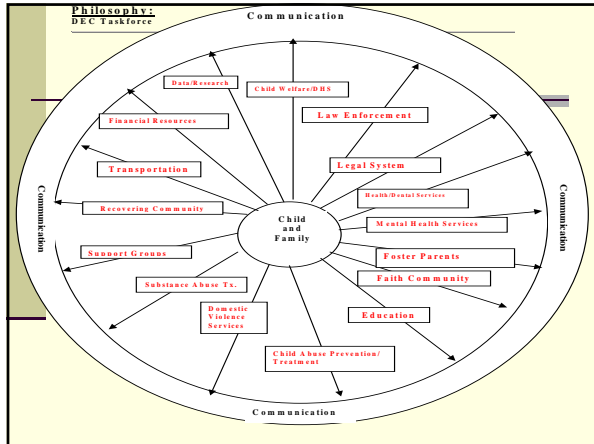 Philosophy:
DEC Taskforce
Communication
Data/Research
Child Welfare/DHS
Financial Resources
Law Enforcement
Transportation
Legal System
Health/Dental Services
Communication
Recovering Community
Child
and
Family
Mental Health Services
Communication
Support Groups
Foster Parents
Substance Abuse Tx.
Faith Community
Domestic
Violence
Services
Education
Child Abuse Prevention/
Treatment
Communication